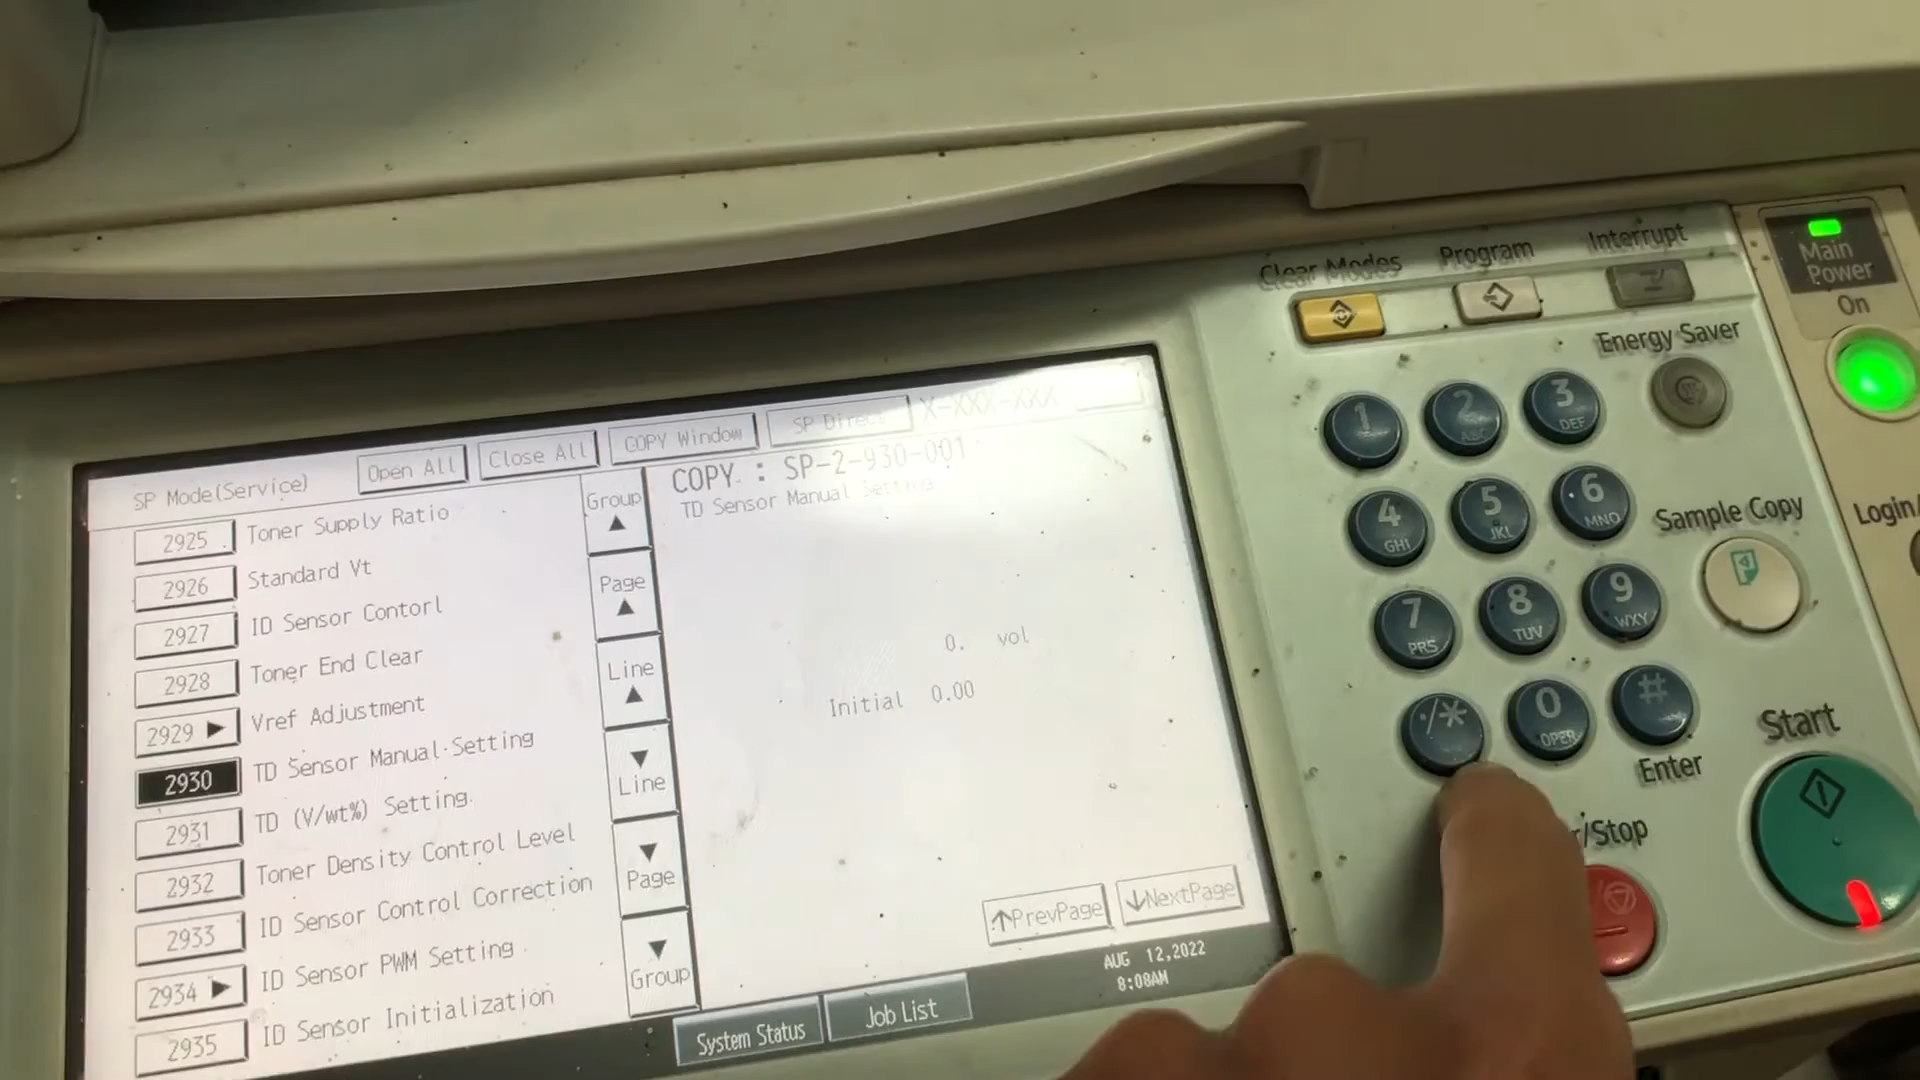 Clear Modes
Program
Interrupt
Main
Power
On
Energy Saver
1
2
ABC
3
DEF
4
GHI
5
JKL
6
MNO
7
PRS
8
TUV
9
WXY
./*
0
OPER
#
Enter
Sample Copy
Login/
Start
r/Stop
SP Mode(Service)
Open All
Close All
COPY Window
SP Direct
X-XXX-XXX
2925 Toner Supply Ratio
2926 Standard Vt
2927 ID Sensor Contorl
2928 Toner End Clear
2929 ▶ Vref Adjustment
2930 TD Sensor Manual Setting
2931 TD (V/wt%) Setting
2932 Toner Density Control Level
2933 ID Sensor Control Correction
2934 ▶ ID Sensor PWM Setting
2935 ID Sensor Initialization
Group
▲
Page
▲
Line
▲
▼
Line
▼
Page
▼
Group
COPY : SP-2-930-001
TD Sensor Manual Setting
0. vol
Initial 0.00
↑PrevPage
↓NextPage
System Status
Job List
AUG 12,2022
8:08AM